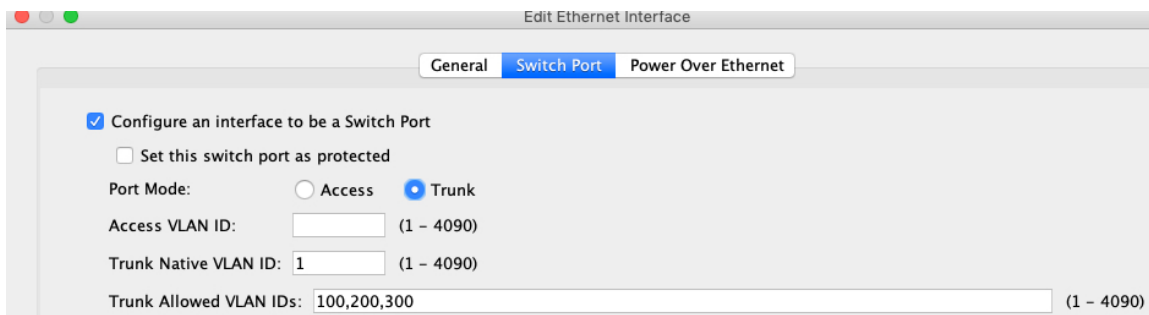 Edit Ethernet Interface
General Switch Port Power Over Ethernet
Configure an interface to be a Switch Port
Set this switch port as protected
Port Mode: Access Trunk
Access VLAN ID: (1 - 4090)
Trunk Native VLAN ID: 1 (1 - 4090)
Trunk Allowed VLAN IDs: 100,200,300 (1 - 4090)